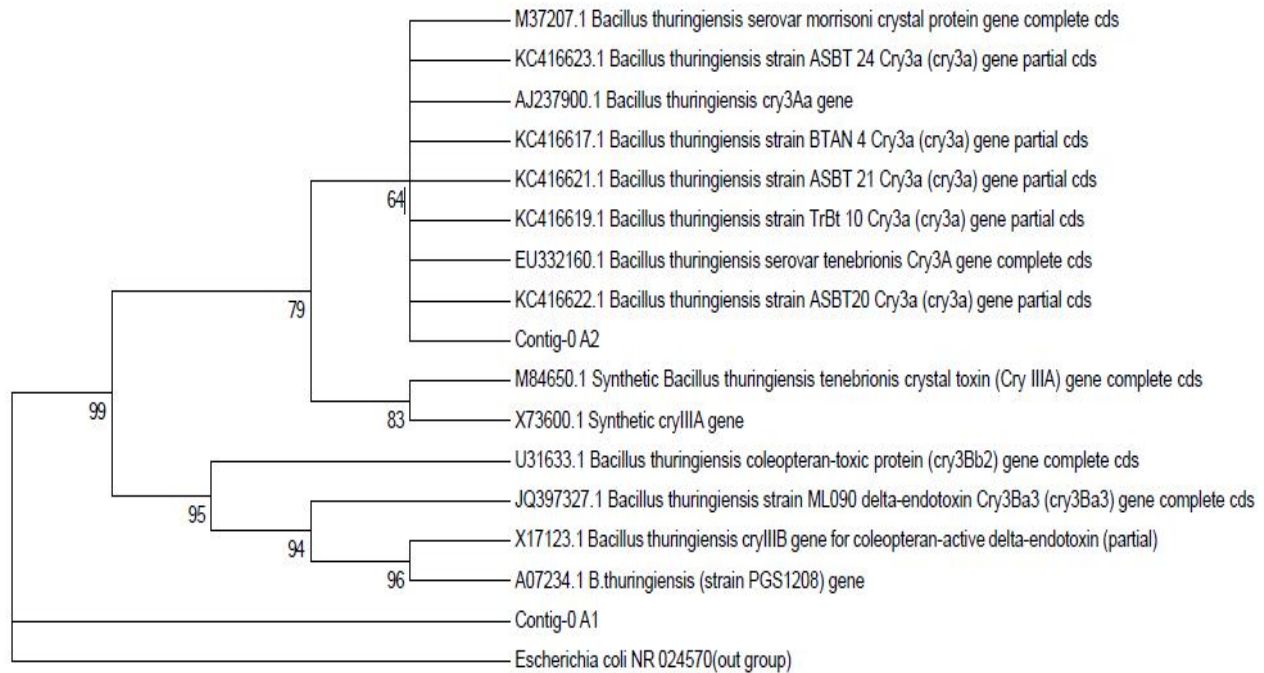 M37207.1 Bacillus thuringiensis serovar morrisoni crystal protein gene complete cds
KC416623.1 Bacillus thuringiensis strain ASBT 24 Cry3a (cry3a) gene partial cds
AJ237900.1 Bacillus thuringiensis cry3Aa gene
KC416617.1 Bacillus thuringiensis strain BTAN 4 Cry3a (cry3a) gene partial cds
KC416621.1 Bacillus thuringiensis strain ASBT 21 Cry3a (cry3a) gene partial cds
64
KC416619.1 Bacillus thuringiensis strain TrBt 10 Cry3a (cry3a) gene partial cds
EU332160.1 Bacillus thuringiensis serovar tenebrionis Cry3A gene complete cds
KC416622.1 Bacillus thuringiensis strain ASBT20 Cry3a (cry3a) gene partial cds
79
Contig-0 A2
M84650.1 Synthetic Bacillus thuringiensis tenebrionis crystal toxin (Cry IIIA) gene complete cds
99
83
X73600.1 Synthetic cryIIIA gene
U31633.1 Bacillus thuringiensis coleopteran-toxic protein (cry3Bb2) gene complete cds
JQ397327.1 Bacillus thuringiensis strain ML090 delta-endotoxin Cry3Ba3 (cry3Ba3) gene complete cds
95
X17123.1 Bacillus thuringiensis cryIIIB gene for coleopteran-active delta-endotoxin (partial)
94
96
A07234.1 B.thuringiensis (strain PGS1208) gene
Contig-0 A1
Escherichia coli NR 024570(out group)